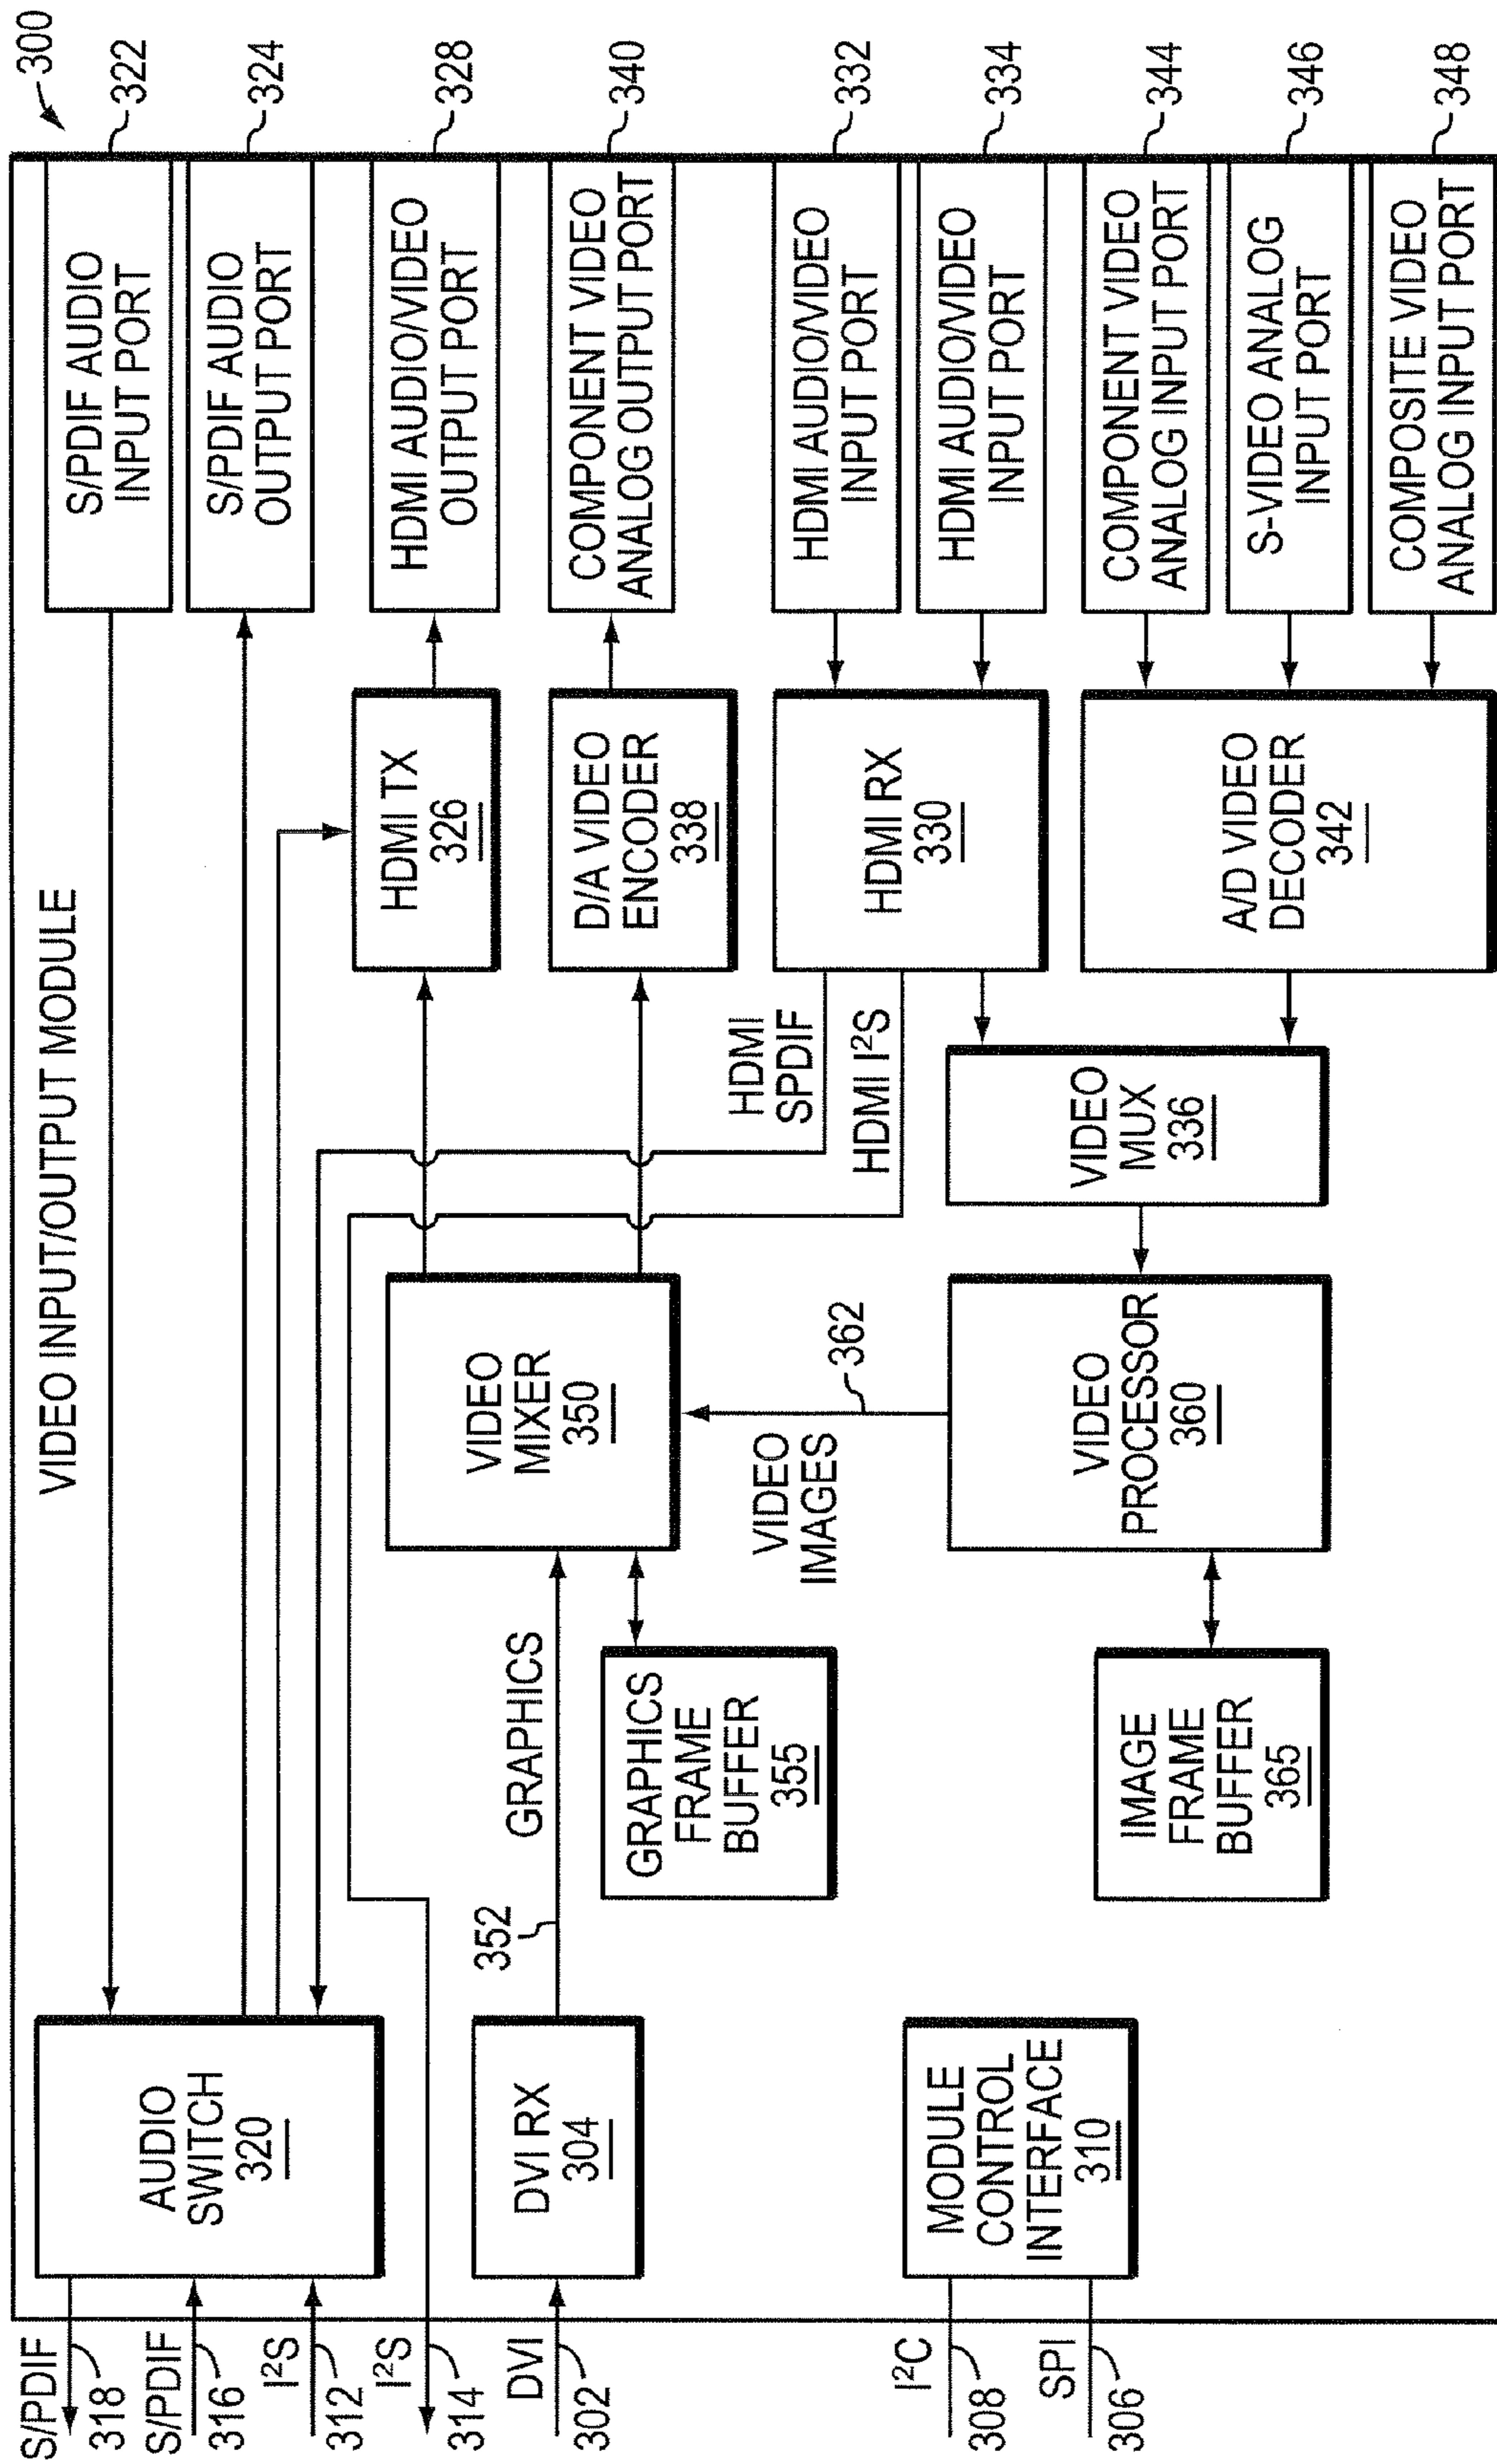 VIDEO INPUT/OUTPUT MODULE
300
S/PDIF
318
S/PDIF
316
I²S
312
I²S
314
DVI
302
I²C
308
SPI
306
AUDIO
SWITCH
320
DVI RX
304
MODULE
CONTROL
INTERFACE
310
352
GRAPHICS
GRAPHICS
FRAME
BUFFER
355
IMAGE
FRAME
BUFFER
365
VIDEO
MIXER
350
VIDEO
IMAGES
362
VIDEO
PROCESSOR
360
HDMI
SPDIF
HDMI I²S
VIDEO
MUX
336
HDMI TX
326
D/A VIDEO
ENCODER
338
HDMI RX
330
A/D VIDEO
DECODER
342
S/PDIF AUDIO
INPUT PORT
322
S/PDIF AUDIO
OUTPUT PORT
324
HDMI AUDIO/VIDEO
OUTPUT PORT
328
COMPONENT VIDEO
ANALOG OUTPUT PORT
340
HDMI AUDIO/VIDEO
INPUT PORT
332
HDMI AUDIO/VIDEO
INPUT PORT
334
COMPONENT VIDEO
ANALOG INPUT PORT
344
S-VIDEO ANALOG
INPUT PORT
346
COMPOSITE VIDEO
ANALOG INPUT PORT
348